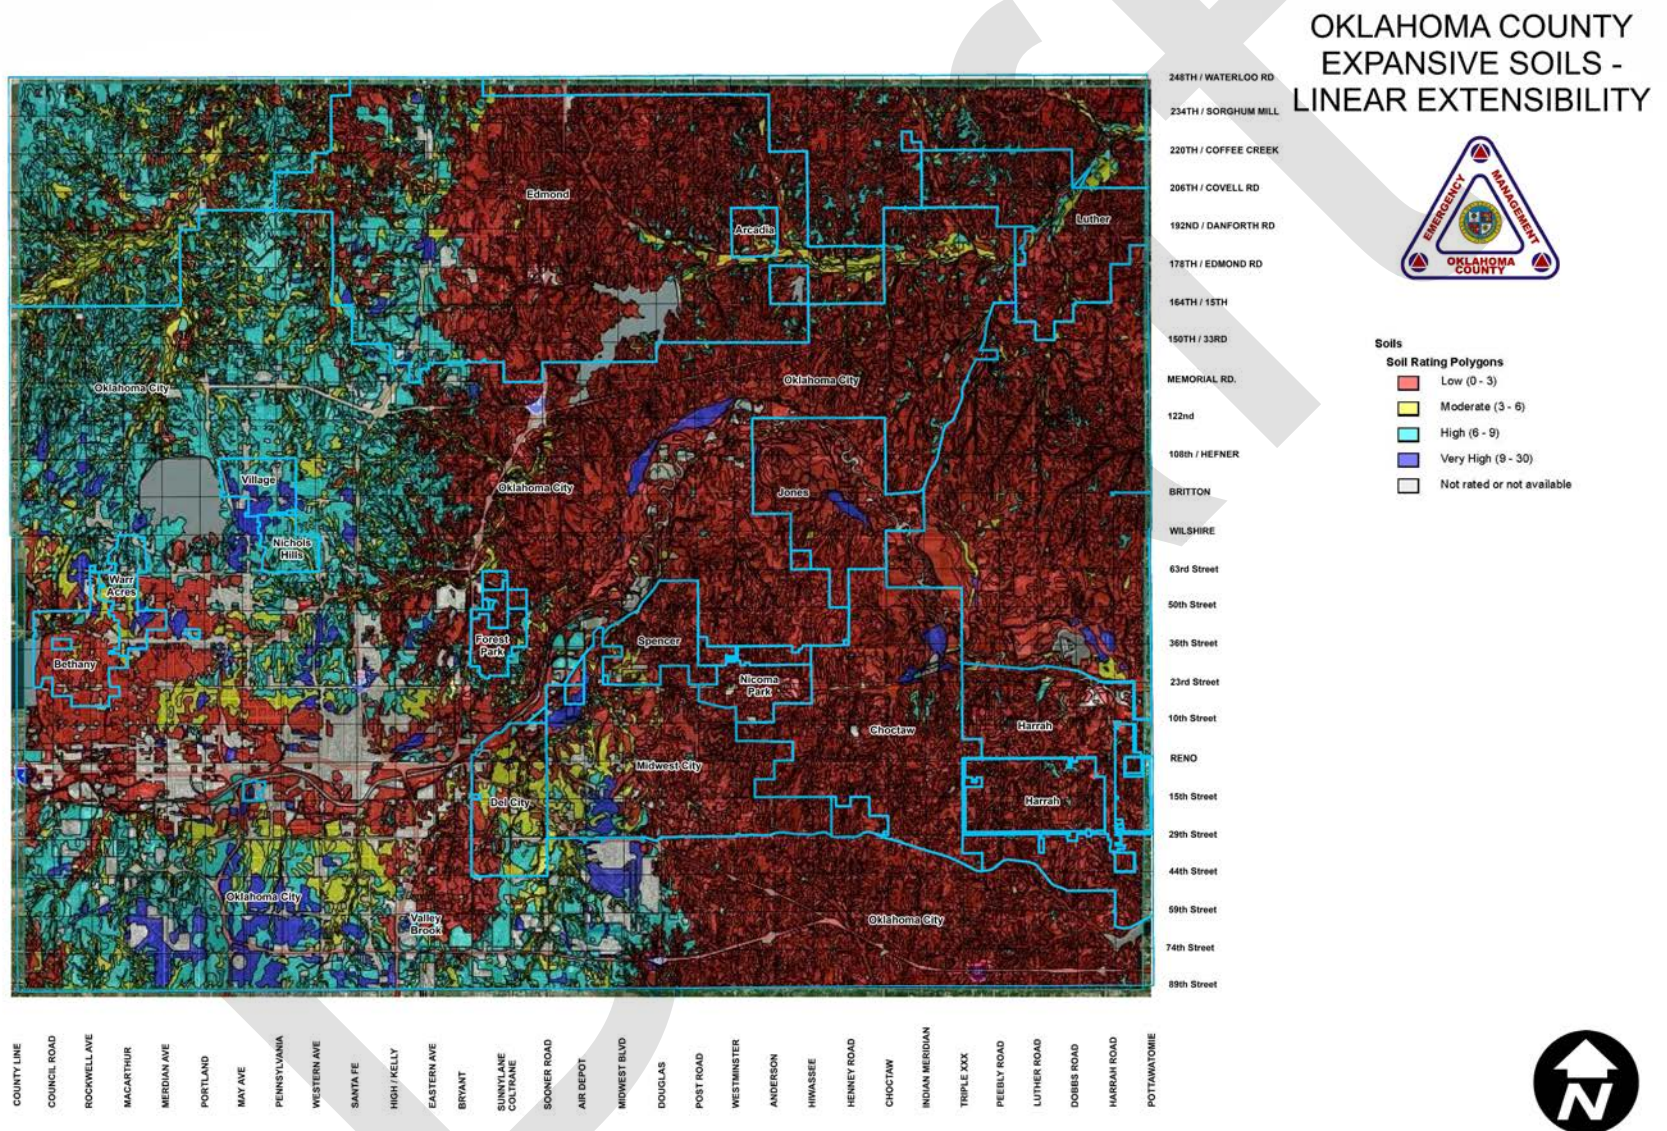 OKLAHOMA COUNTY
EXPANSIVE SOILS -
LINEAR EXTENSIBILITY
EMERGENCY
MANAGEMENT
OKLAHOMA
COUNTY
Soils
Soil Rating Polygons
Low (0 - 3)
Moderate (3 - 6)
High (6 - 9)
Very High (9 - 30)
Not rated or not available
248TH / WATERLOO RD
234TH / SORGHUM MILL
220TH / COFFEE CREEK
206TH / COVELL RD
192ND / DANFORTH RD
178TH / EDMOND RD
164TH / 15TH
150TH / 33RD
MEMORIAL RD.
122nd
108th / HEFNER
BRITTON
WILSHIRE
63rd Street
50th Street
36th Street
23rd Street
10th Street
RENO
15th Street
29th Street
44th Street
59th Street
74th Street
89th Street
Edmond
Arcadia
Luther
Oklahoma City
Oklahoma City
Village
Oklahoma City
Jones
Nichols
Hills
Warr
Acres
Forest
Park
Spencer
Bethany
Nicoma
Park
Choctaw
Harrah
Midwest City
Del City
Harrah
Oklahoma City
Valley
Brook
Oklahoma City
COUNTY LINE
COUNCIL ROAD
ROCKWELL AVE
MACARTHUR
MERDIAN AVE
PORTLAND
MAY AVE
PENNSYLVANIA
WESTERN AVE
SANTA FE
HIGH / KELLY
EASTERN AVE
BRYANT
SUNNYLANE
COLTRANE
SOONER ROAD
AIR DEPOT
MIDWEST BLVD
DOUGLAS
POST ROAD
WESTMINSTER
ANDERSON
HIWASSEE
HENNEY ROAD
CHOCTAW
INDIAN MERIDIAN
TRIPLE XXX
PEEBLY ROAD
LUTHER ROAD
DOBBS ROAD
HARRAH ROAD
POTTAWATOMIE
N